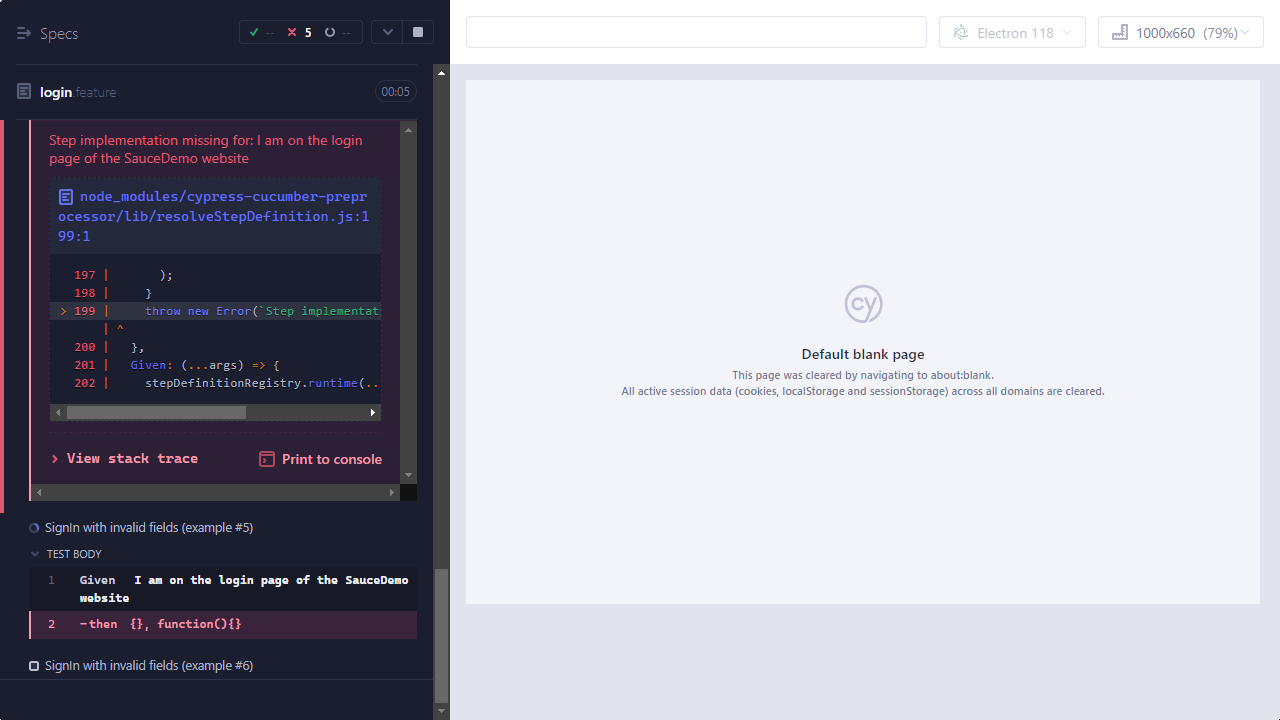 Specs
-- 5 --
Electron 118
1000x660 (79%)
login.feature
00:05
Step implementation missing for: I am on the login
page of the SauceDemo website
node_modules/cypress-cucumber-prepr
ocessor/lib/resolveStepDefinition.js:1
99:1
197 | );
198 | }
> 199 | throw new Error(`Step implementat
| ^
200 | },
201 | Given: (...args) => {
202 | stepDefinitionRegistry.runtime(..
View stack trace
Print to console
SignIn with invalid fields (example #5)
TEST BODY
1 Given I am on the login page of the SauceDemo
website
2 -then {}, function(){}
SignIn with invalid fields (example #6)
cy
Default blank page
This page was cleared by navigating to about:blank.
All active session data (cookies, localStorage and sessionStorage) across all domains are cleared.